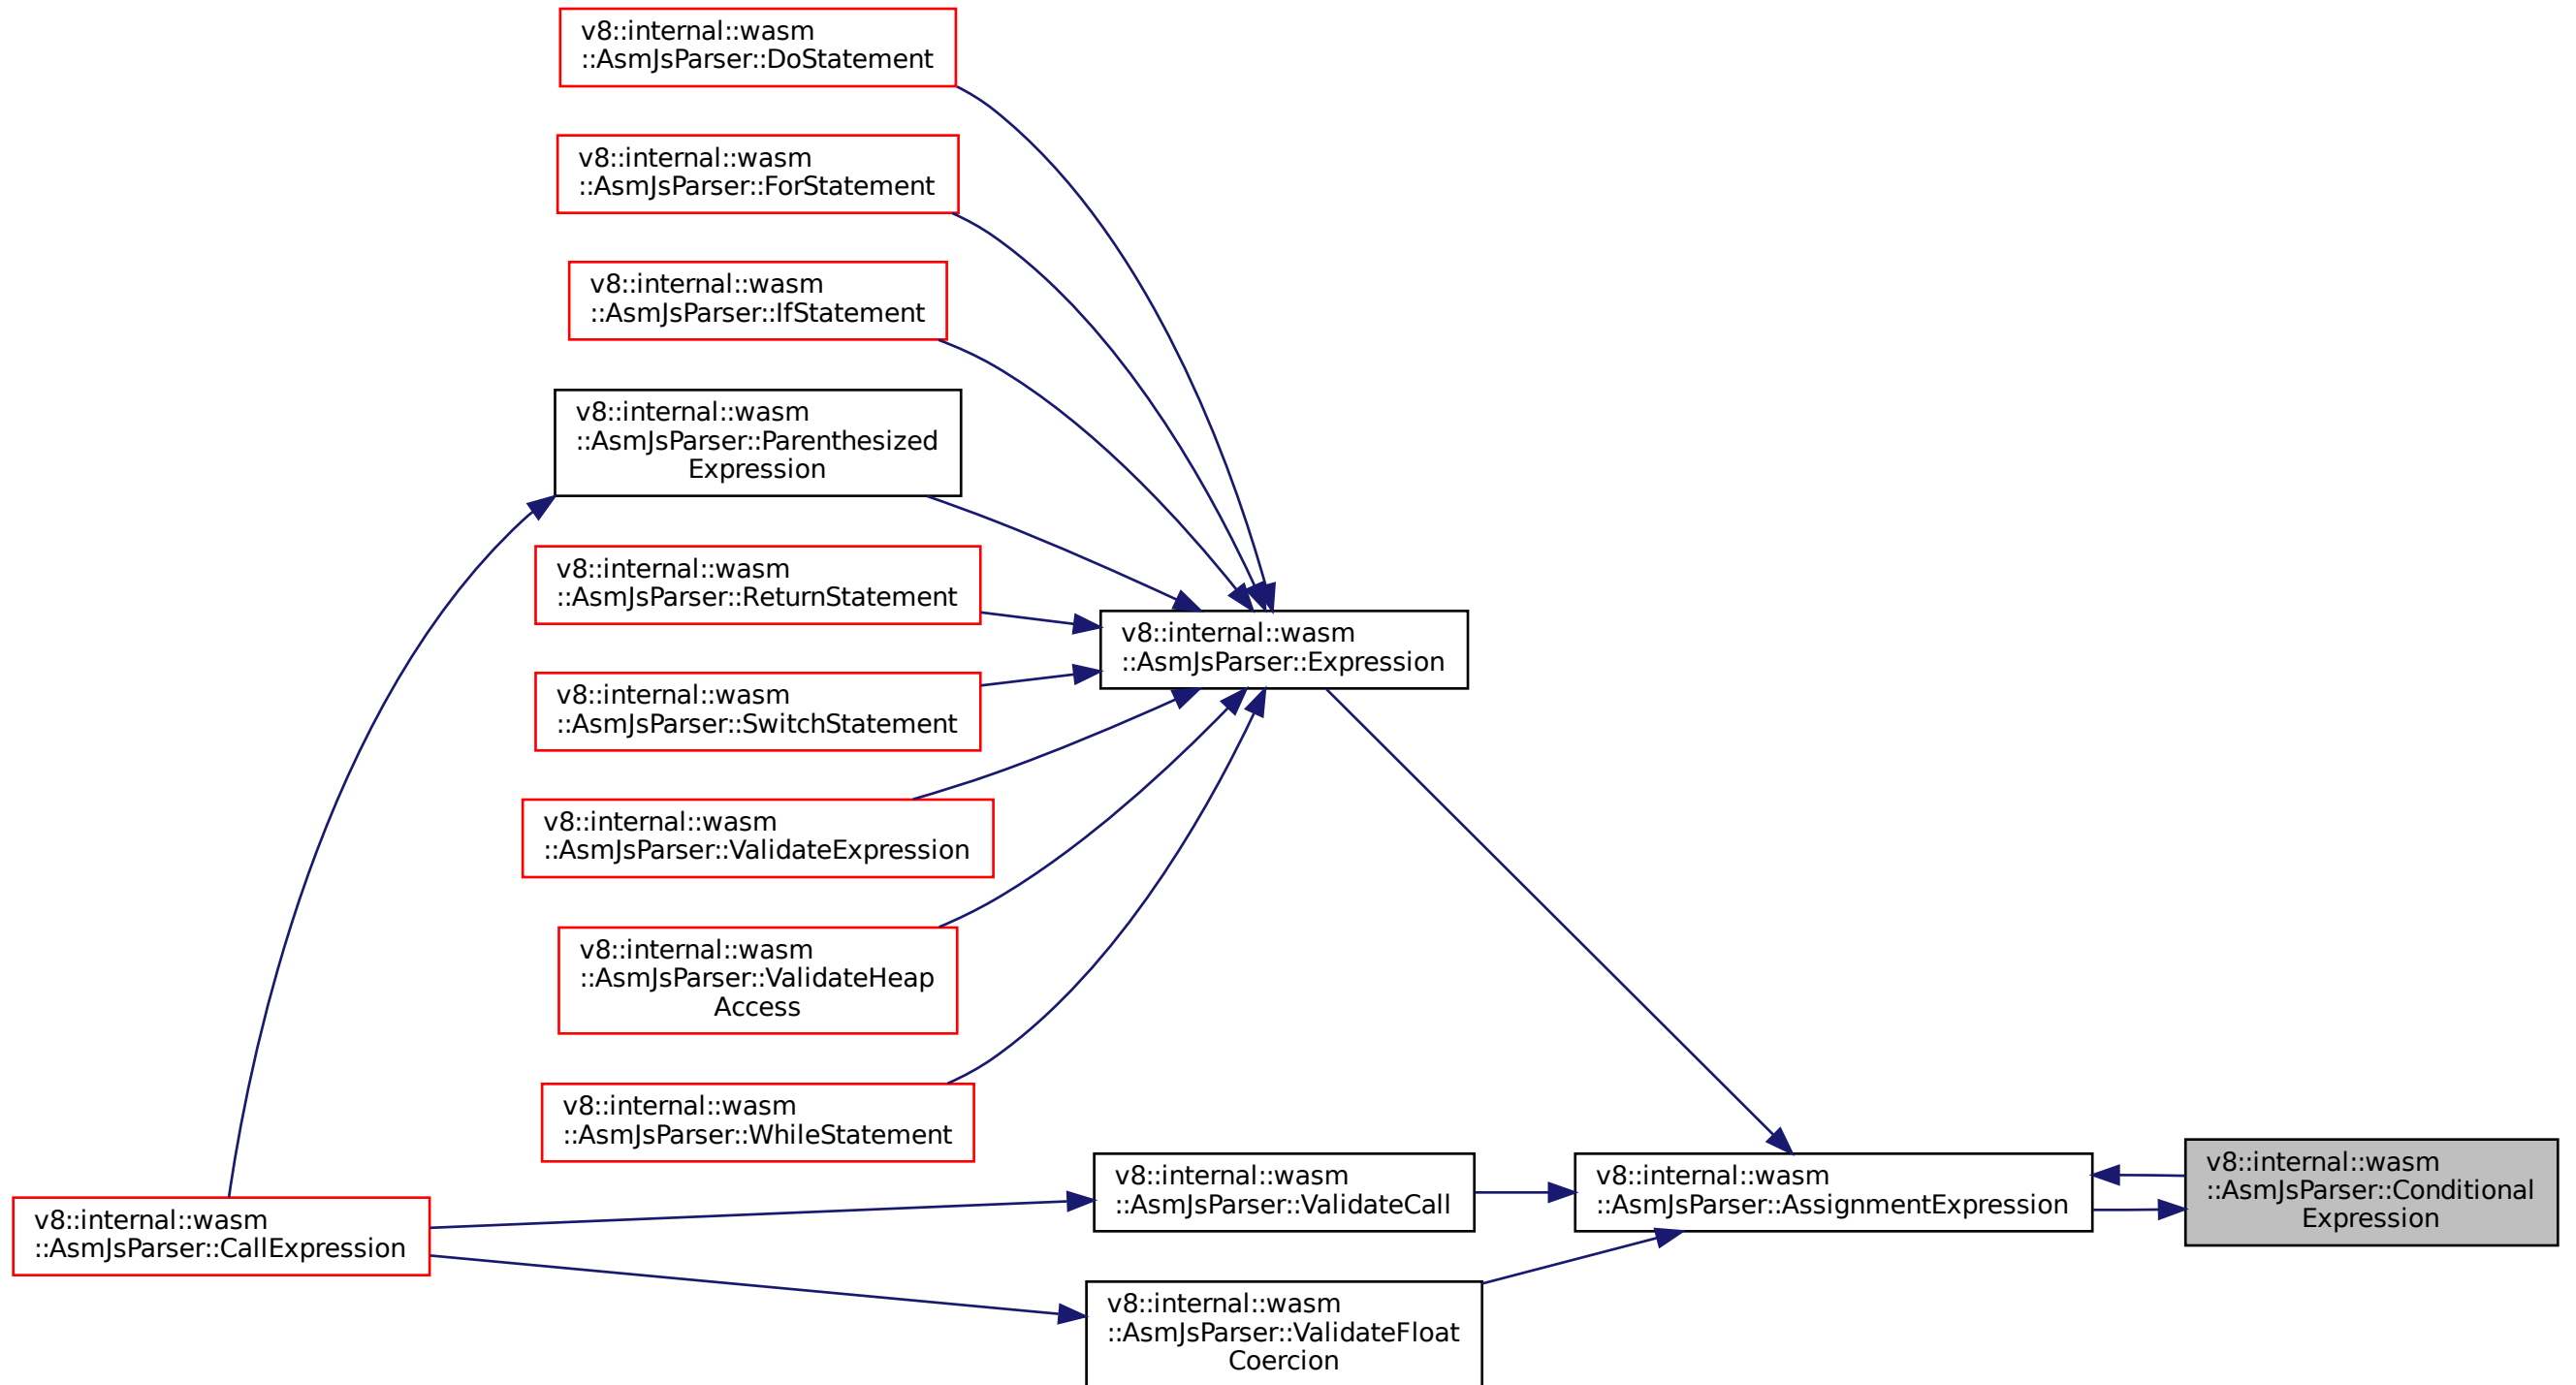 v8::internal::wasm
::AsmJsParser::DoStatement
v8::internal::wasm
::AsmJsParser::ForStatement
v8::internal::wasm
::AsmJsParser::IfStatement
v8::internal::wasm
::AsmJsParser::Parenthesized
Expression
v8::internal::wasm
::AsmJsParser::ReturnStatement
v8::internal::wasm
::AsmJsParser::Expression
v8::internal::wasm
::AsmJsParser::SwitchStatement
v8::internal::wasm
::AsmJsParser::ValidateExpression
v8::internal::wasm
::AsmJsParser::ValidateHeap
Access
v8::internal::wasm
::AsmJsParser::WhileStatement
v8::internal::wasm
::AsmJsParser::CallExpression
v8::internal::wasm
::AsmJsParser::ValidateCall
v8::internal::wasm
::AsmJsParser::AssignmentExpression
v8::internal::wasm
::AsmJsParser::Conditional
Expression
v8::internal::wasm
::AsmJsParser::ValidateFloat
Coercion